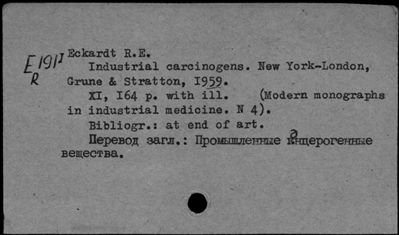 E1917
R
Eckardt R.E.
Industrial carcinogens. New York-London,
Grune & Stratton, 1959.
XI, 164 p. with ill. (Modern monographs
in industrial medicine. N 4).
Bibliogr.: at end of art.
Перевод загл.: Промышленные канцерогенные
вещества.